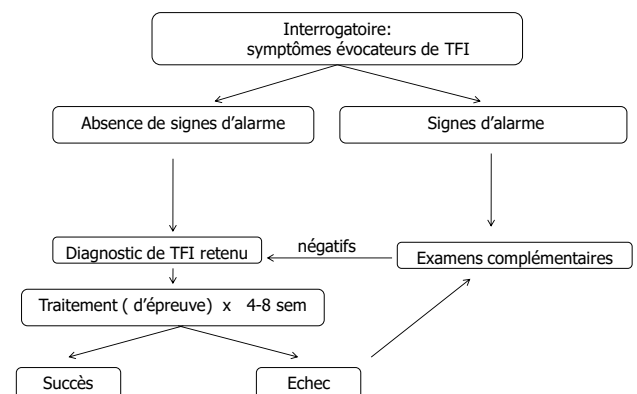 Interrogatoire:
symptômes évocateurs de TFI
Absence de signes d'alarme
Signes d'alarme
Diagnostic de TFI retenu
négatifs
Examens complémentaires
Traitement ( d'épreuve) x 4-8 sem
Succès
Echec